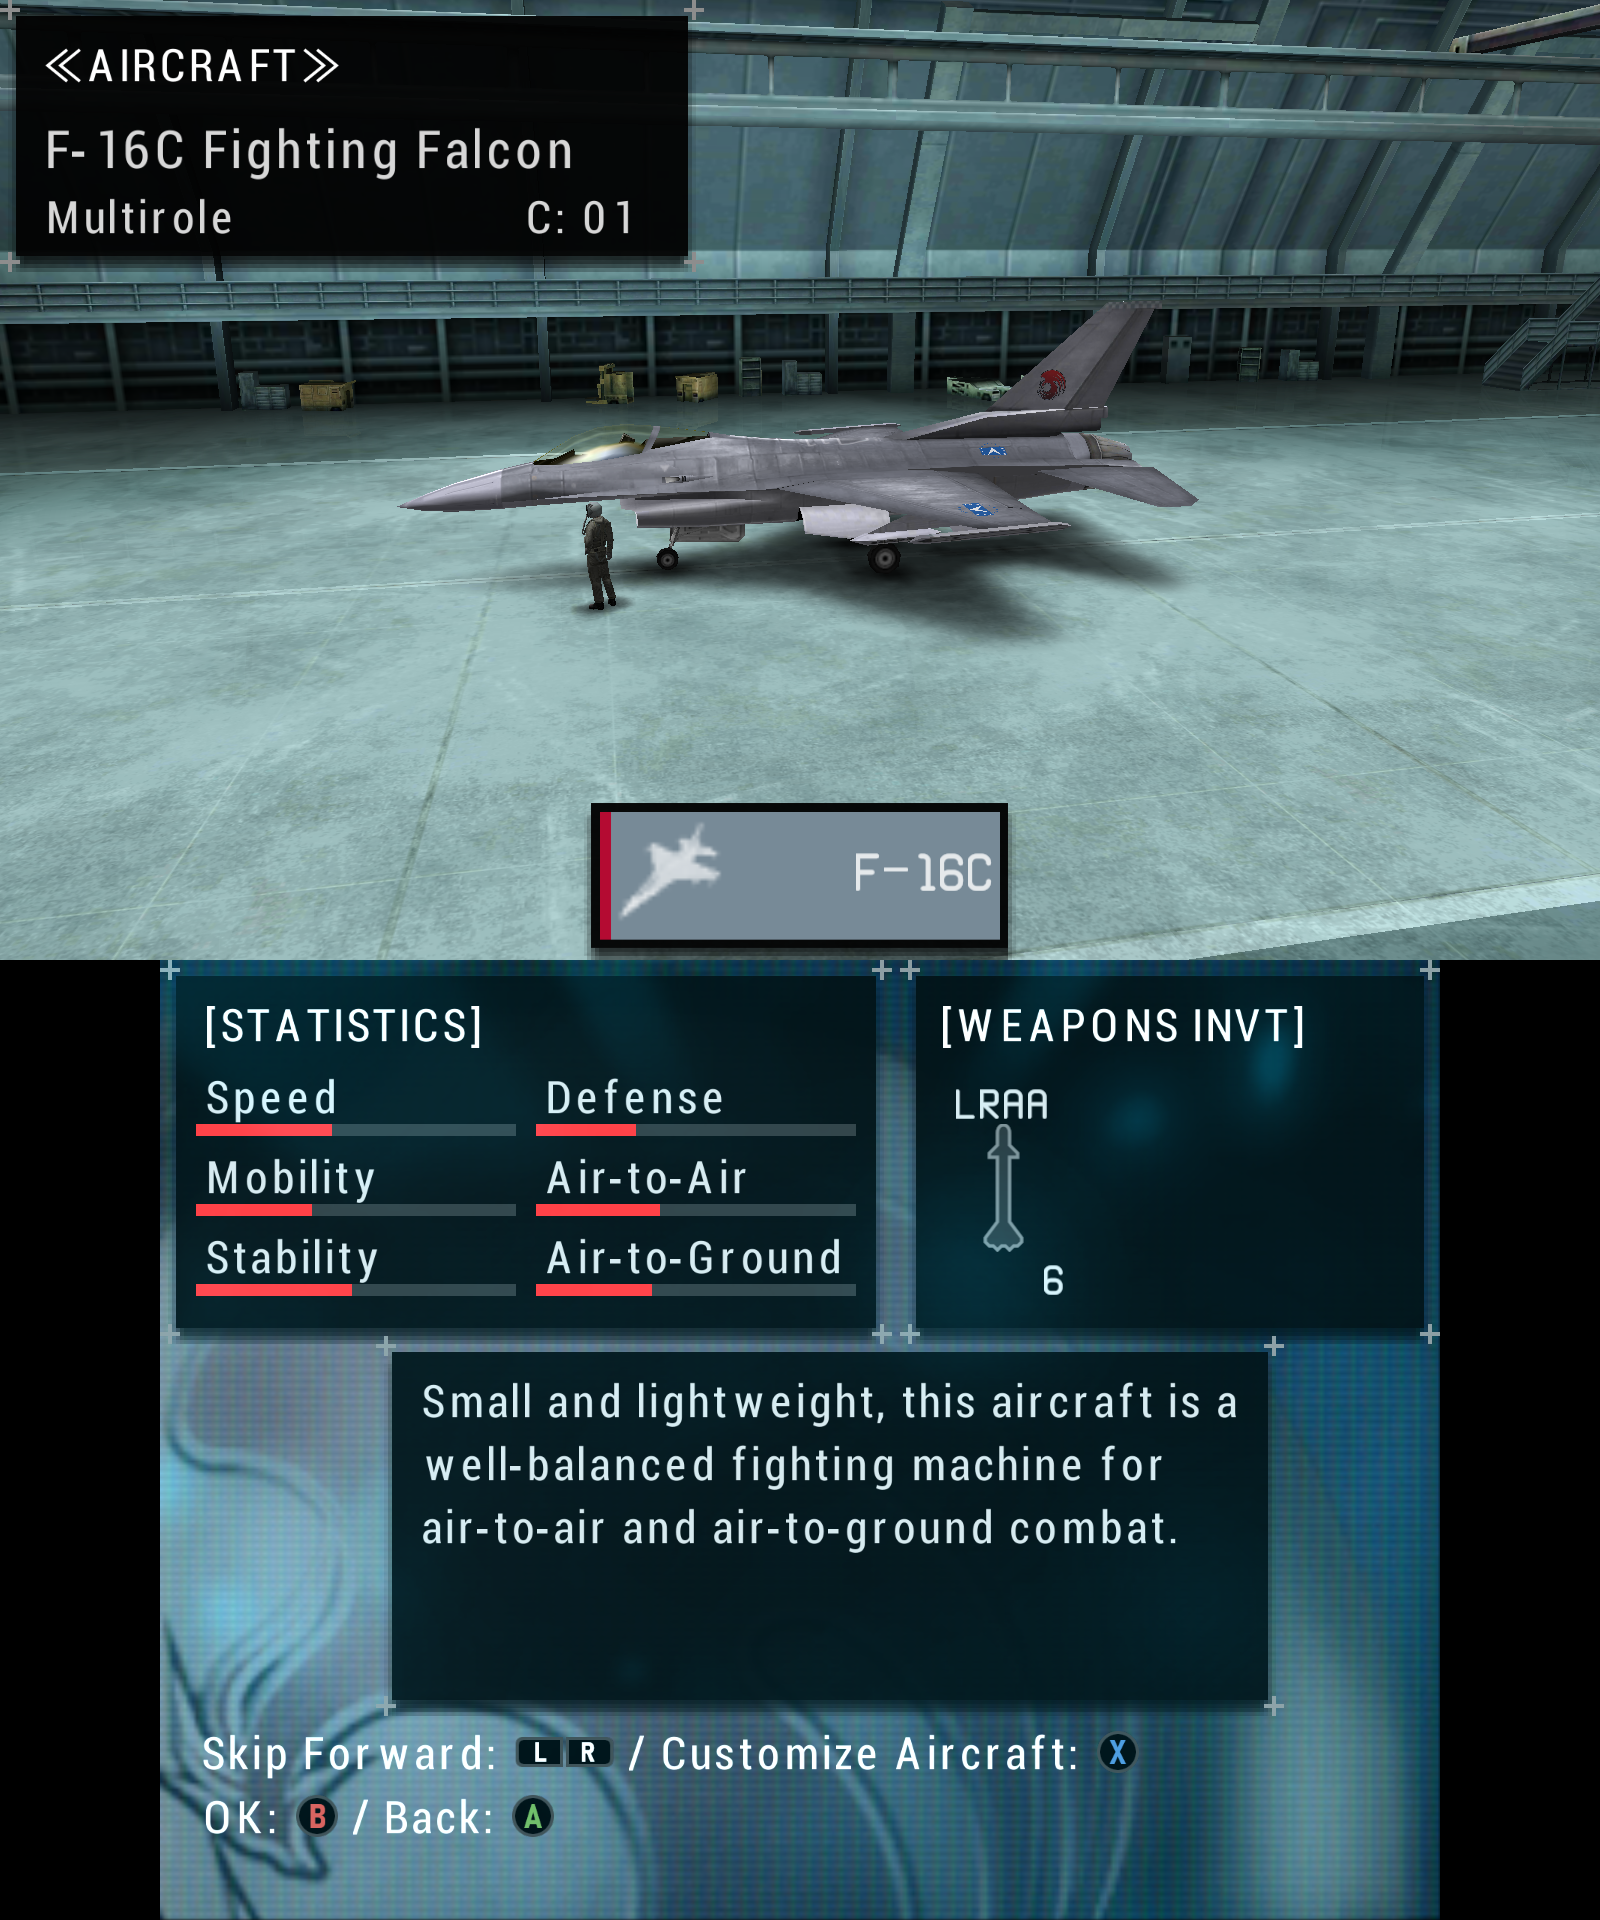 ≪AIRCRAFT≫
F-16C Fighting Falcon
Multirole C: 01
F-16C
[STATISTICS]
Speed Defense
Mobility Air-to-Air
Stability Air-to-Ground
[WEAPONS INVT]
LRAA
6
Small and lightweight, this aircraft is a
well-balanced fighting machine for
air-to-air and air-to-ground combat.
Skip Forward: L R / Customize Aircraft: X
OK: B / Back: A